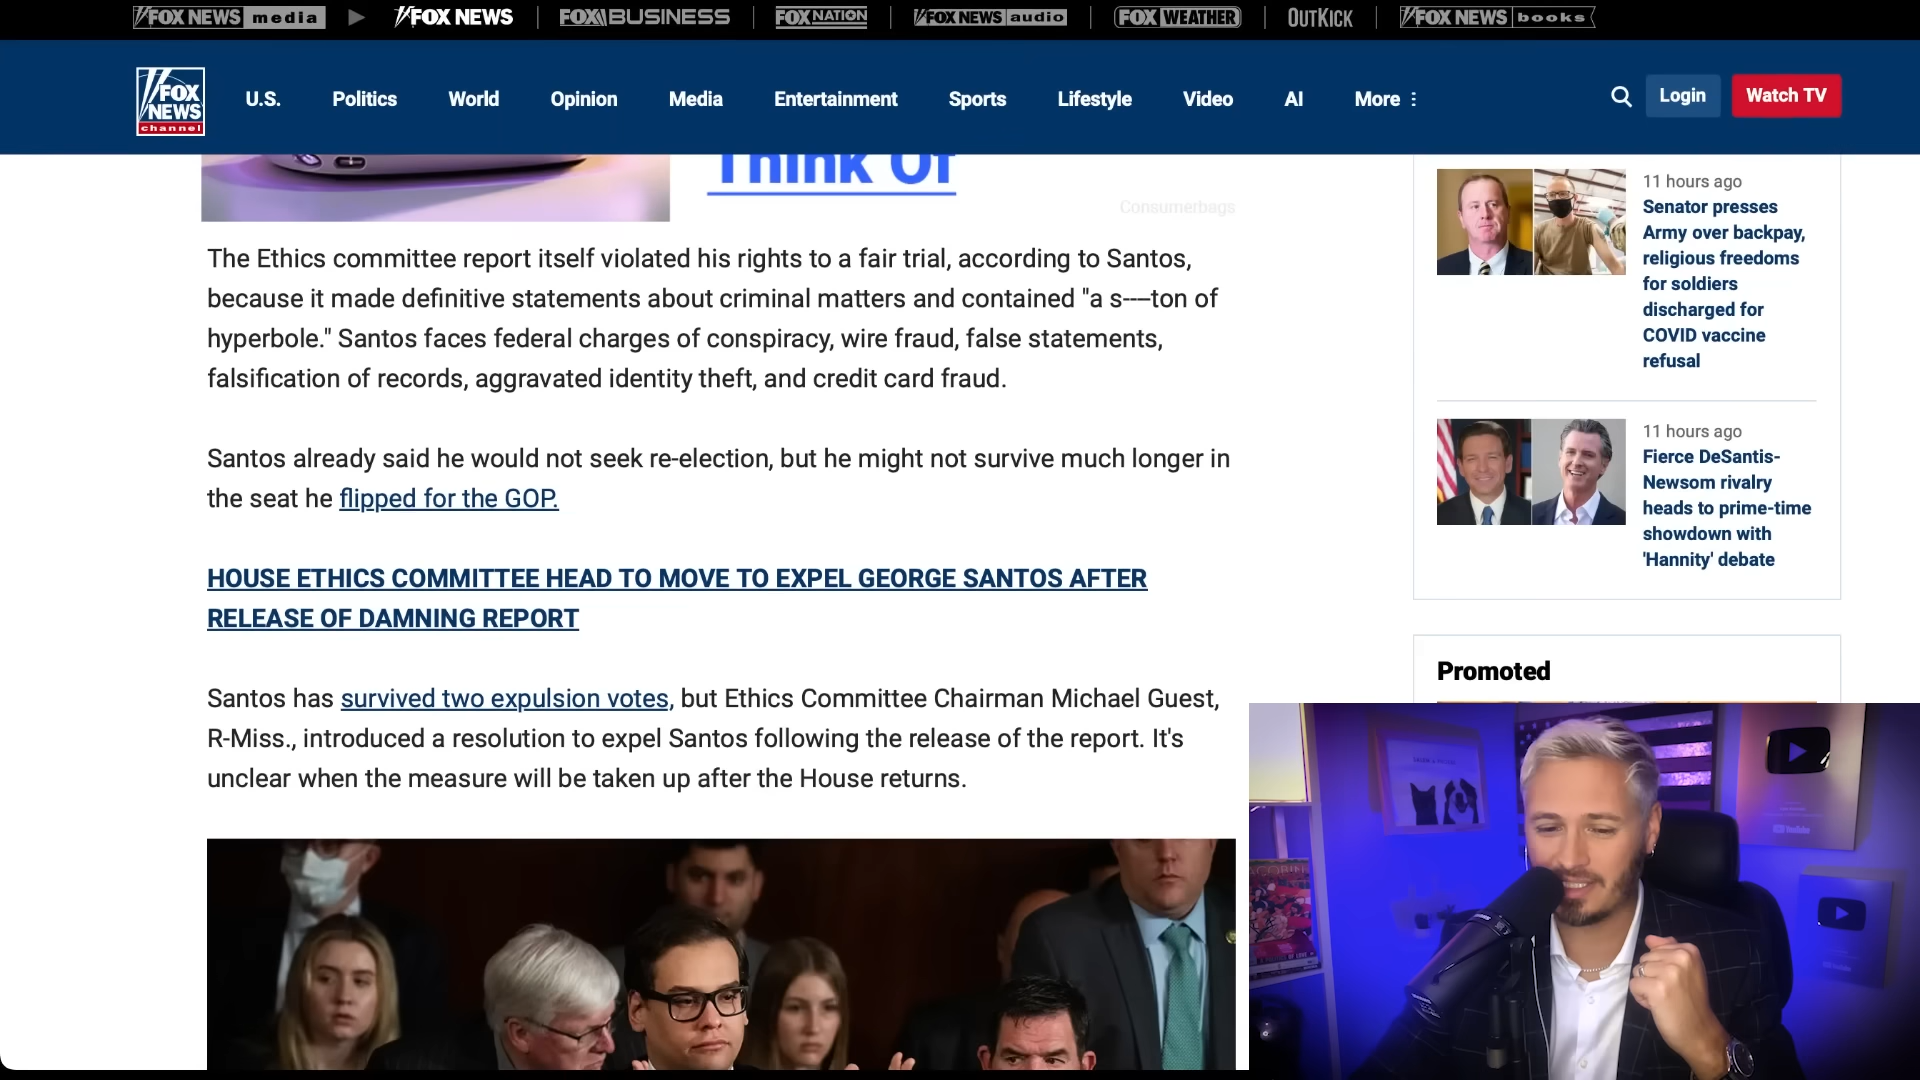 FOX NEWS media
FOX NEWS
FOX BUSINESS
FOX NATION
FOX NEWS audio
FOX WEATHER
OUTKICK
FOX NEWS books
FOX NEWS channel
U.S.
Politics
World
Opinion
Media
Entertainment
Sports
Lifestyle
Video
AI
More
Login
Watch TV
Think Of
Consumerbags
The Ethics committee report itself violated his rights to a fair trial, according to Santos,
because it made definitive statements about criminal matters and contained "a s----ton of
hyperbole." Santos faces federal charges of conspiracy, wire fraud, false statements,
falsification of records, aggravated identity theft, and credit card fraud.
Santos already said he would not seek re-election, but he might not survive much longer in
the seat he flipped for the GOP.
HOUSE ETHICS COMMITTEE HEAD TO MOVE TO EXPEL GEORGE SANTOS AFTER
RELEASE OF DAMNING REPORT
Santos has survived two expulsion votes, but Ethics Committee Chairman Michael Guest,
R-Miss., introduced a resolution to expel Santos following the release of the report. It's
unclear when the measure will be taken up after the House returns.
11 hours ago
Senator presses
Army over backpay,
religious freedoms
for soldiers
discharged for
COVID vaccine
refusal
11 hours ago
Fierce DeSantis-
Newsom rivalry
heads to prime-time
showdown with
'Hannity' debate
Promoted
YouTube